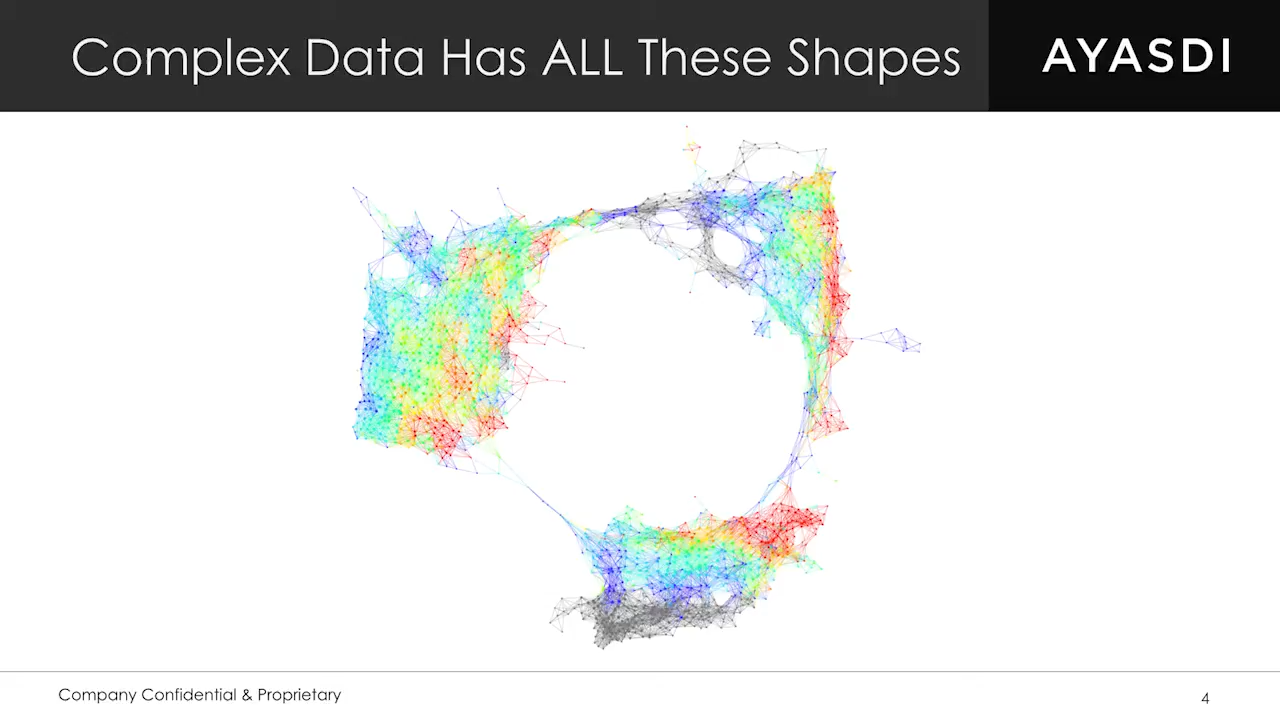 Complex Data Has ALL These Shapes
AYASDI
Company Confidential & Proprietary
4